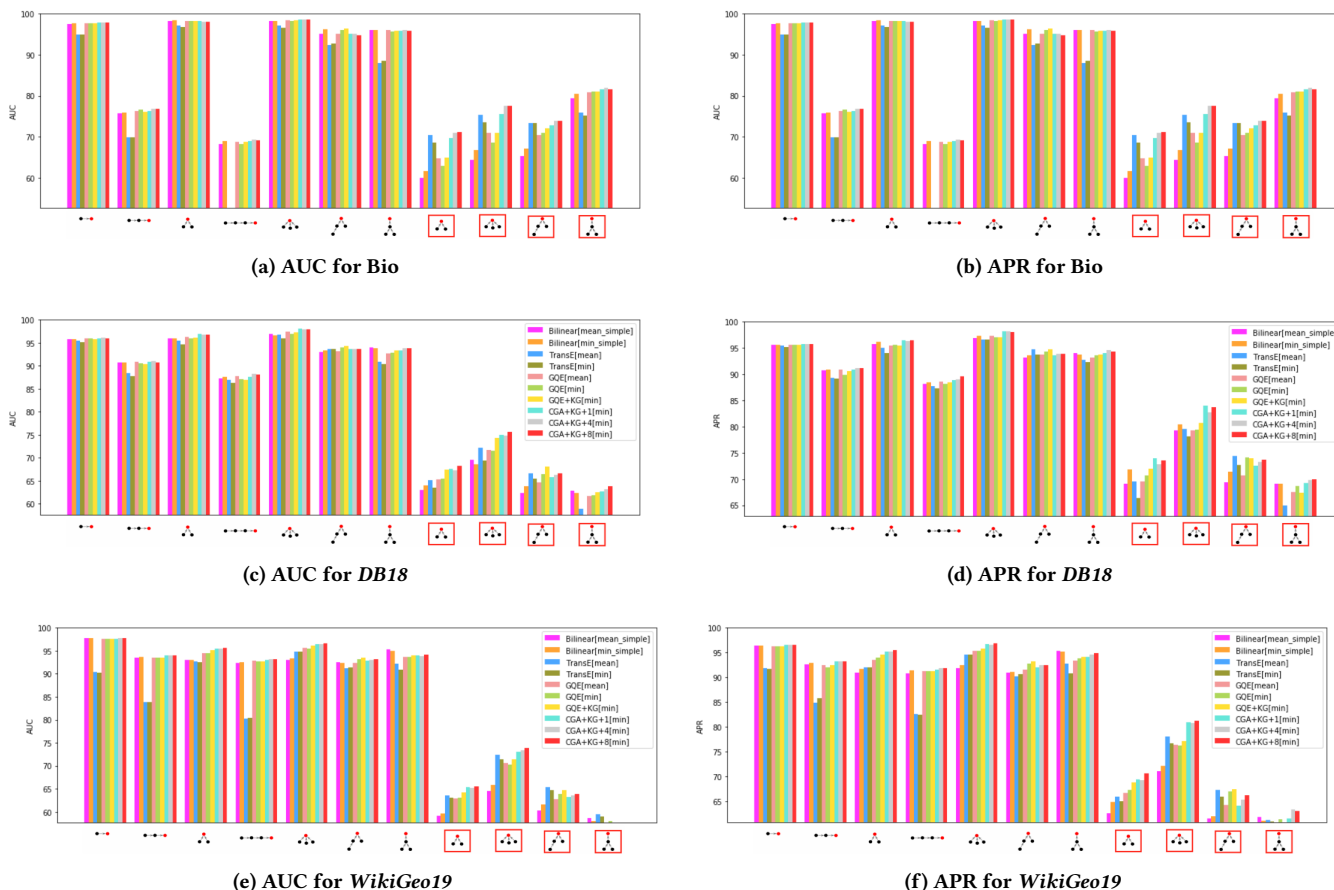 100
90
80
70
60
AUC
(a) AUC for Bio
100
90
80
70
60
AUC
(b) APR for Bio
100
95
90
85
80
75
70
65
60
AUC
Bilinear[mean_simple]
Bilinear[min_simple]
TransE[mean]
TransE[min]
GQE[mean]
GQE[min]
GQE+KG[min]
CGA+KG+1[min]
CGA+KG+4[min]
CGA+KG+8[min]
(c) AUC for DB18
100
95
90
85
80
75
70
65
APR
Bilinear[mean_simple]
Bilinear[min_simple]
TransE[mean]
TransE[min]
GQE[mean]
GQE[min]
GQE+KG[min]
CGA+KG+1[min]
CGA+KG+4[min]
CGA+KG+8[min]
(d) APR for DB18
100
95
90
85
80
75
70
65
60
AUC
Bilinear[mean_simple]
Bilinear[min_simple]
TransE[mean]
TransE[min]
GQE[mean]
GQE[min]
GQE+KG[min]
CGA+KG+1[min]
CGA+KG+4[min]
CGA+KG+8[min]
(e) AUC for WikiGeo19
100
95
90
85
80
75
70
65
APR
Bilinear[mean_simple]
Bilinear[min_simple]
TransE[mean]
TransE[min]
GQE[mean]
GQE[min]
GQE+KG[min]
CGA+KG+1[min]
CGA+KG+4[min]
CGA+KG+8[min]
(f) APR for WikiGeo19